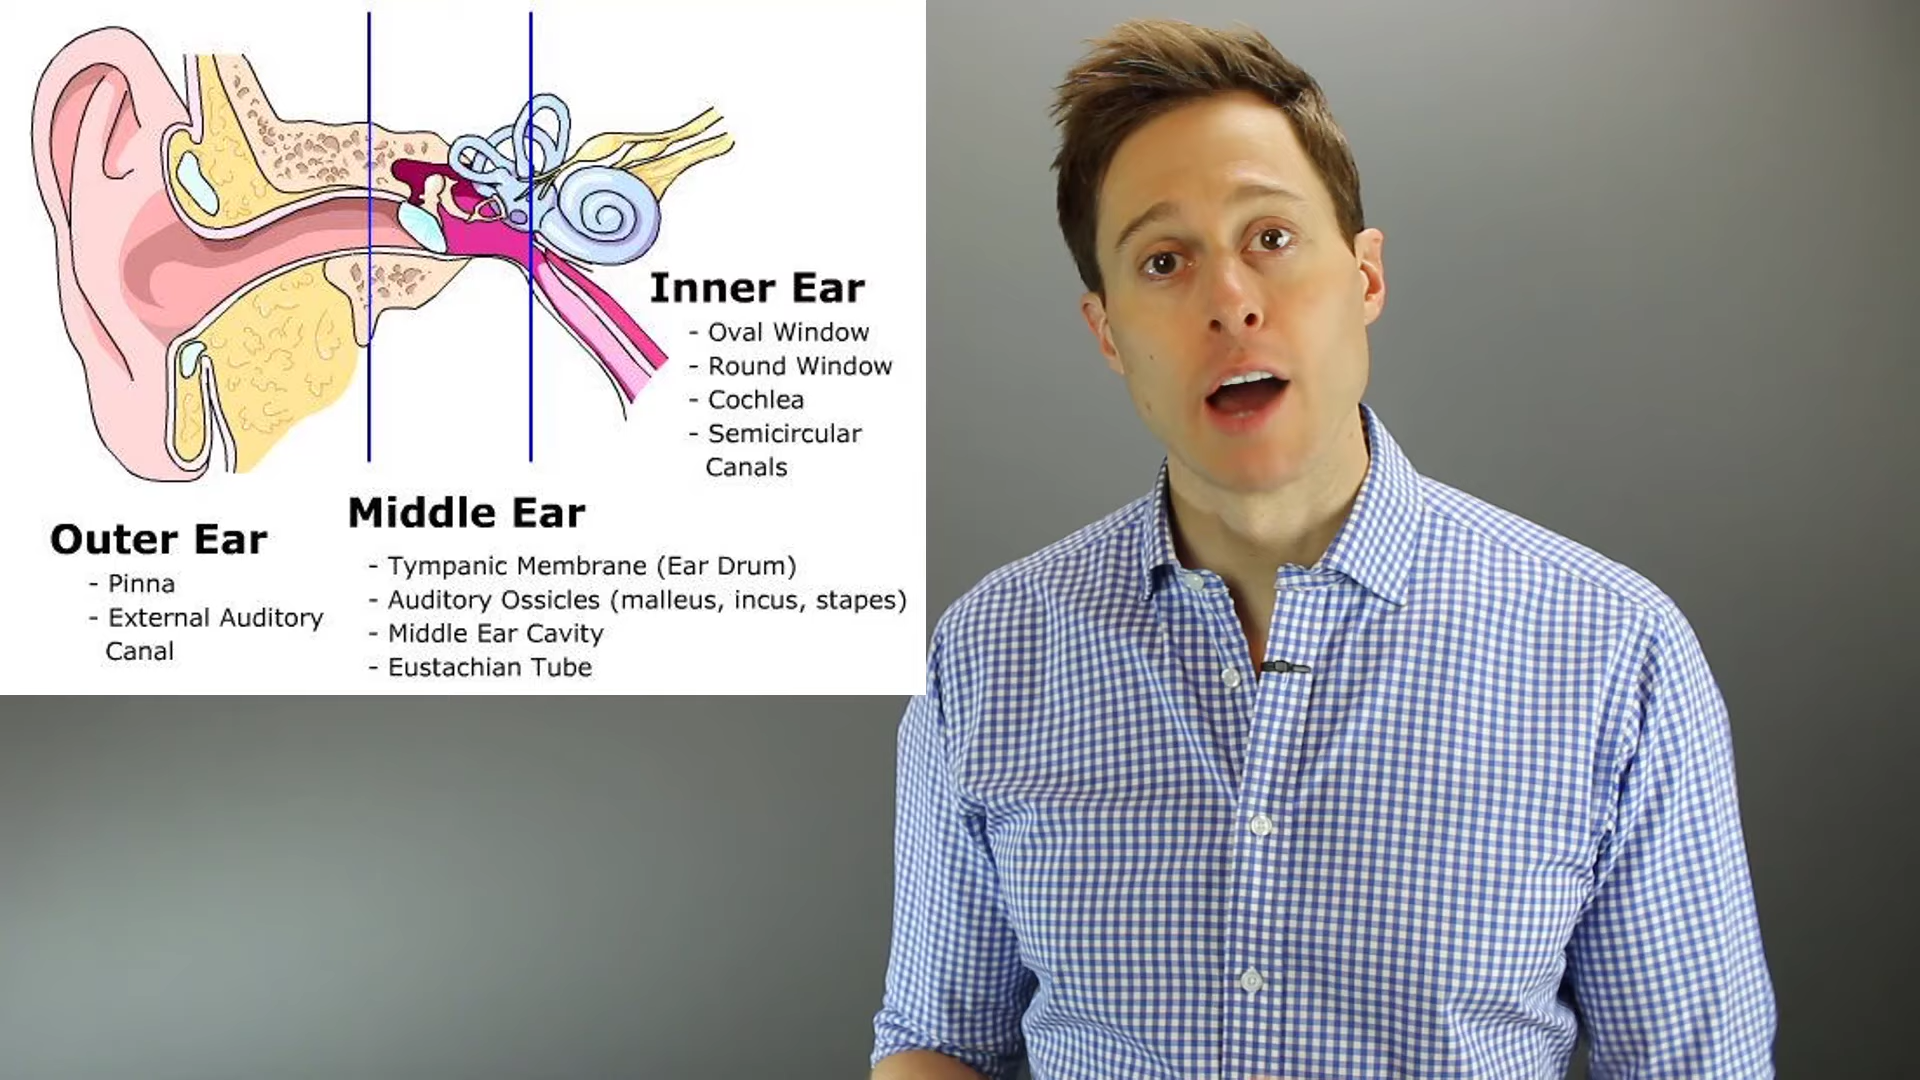 Outer Ear
- Pinna
- External Auditory
Canal
Middle Ear
- Tympanic Membrane (Ear Drum)
- Auditory Ossicles (malleus, incus, stapes)
- Middle Ear Cavity
- Eustachian Tube
Inner Ear
- Oval Window
- Round Window
- Cochlea
- Semicircular
Canals